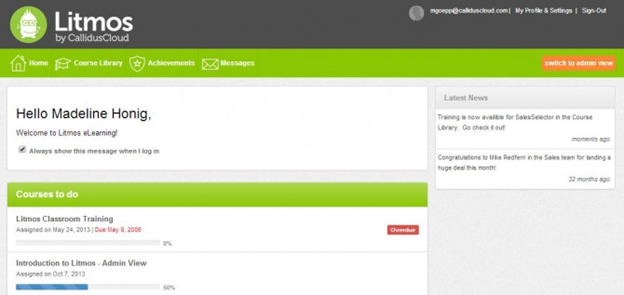 Litmos
by CallidusCloud
mgoepp@calliduscloud.com | My Profile & Settings | Sign-Out
Home Course Library Achievements Messages
switch to admin view
Hello Madeline Honig,
Welcome to Litmos eLearning!
Always show this message when I log in
Latest News
Training is now availible for SalesSelector in the Course
Library. Go check it out!
moments ago
Congratulations to Mike Redfern in the Sales team for landing a
huge deal this month!
32 months ago
Courses to do
Litmos Classroom Training
Assigned on May 24, 2013 | Due May 9, 2006
Overdue
0%
Introduction to Litmos - Admin View
Assigned on Oct 7, 2013
50%